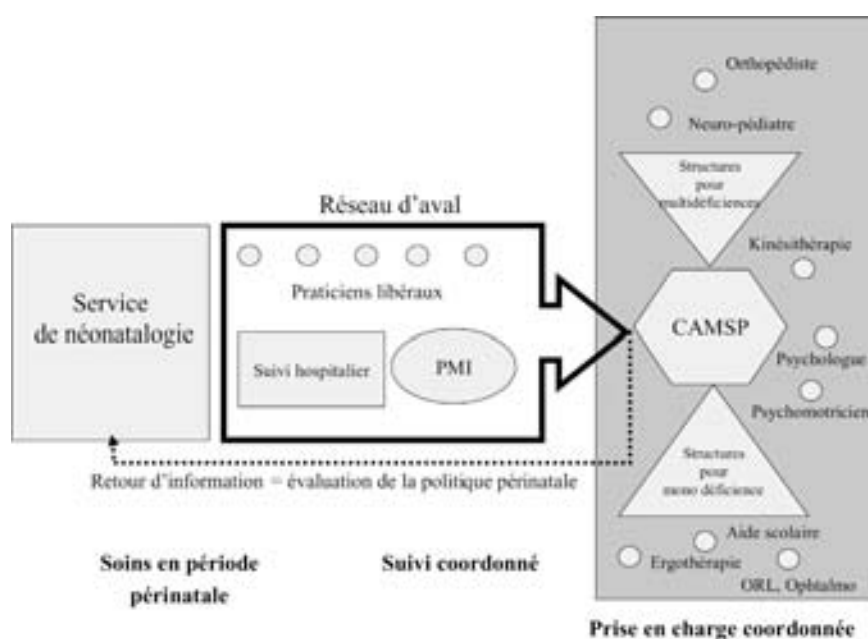 Orthopédiste
Neuro-pédiatre
Structures
pour
multidéficiences
Réseau d'aval
Kinésithérapie
Praticiens libéraux
Service
de néonatalogie
CAMSP
Suivi hospitalier
PMI
Psychologue
Psychomotricien
Structures
pour
mono déficience
Retour d'information = évaluation de la politique périnatale
Aide scolaire
Ergothérapie
ORL, Ophtalmo
Soins en période
périnatale
Suivi coordonné
Prise en charge coordonnée